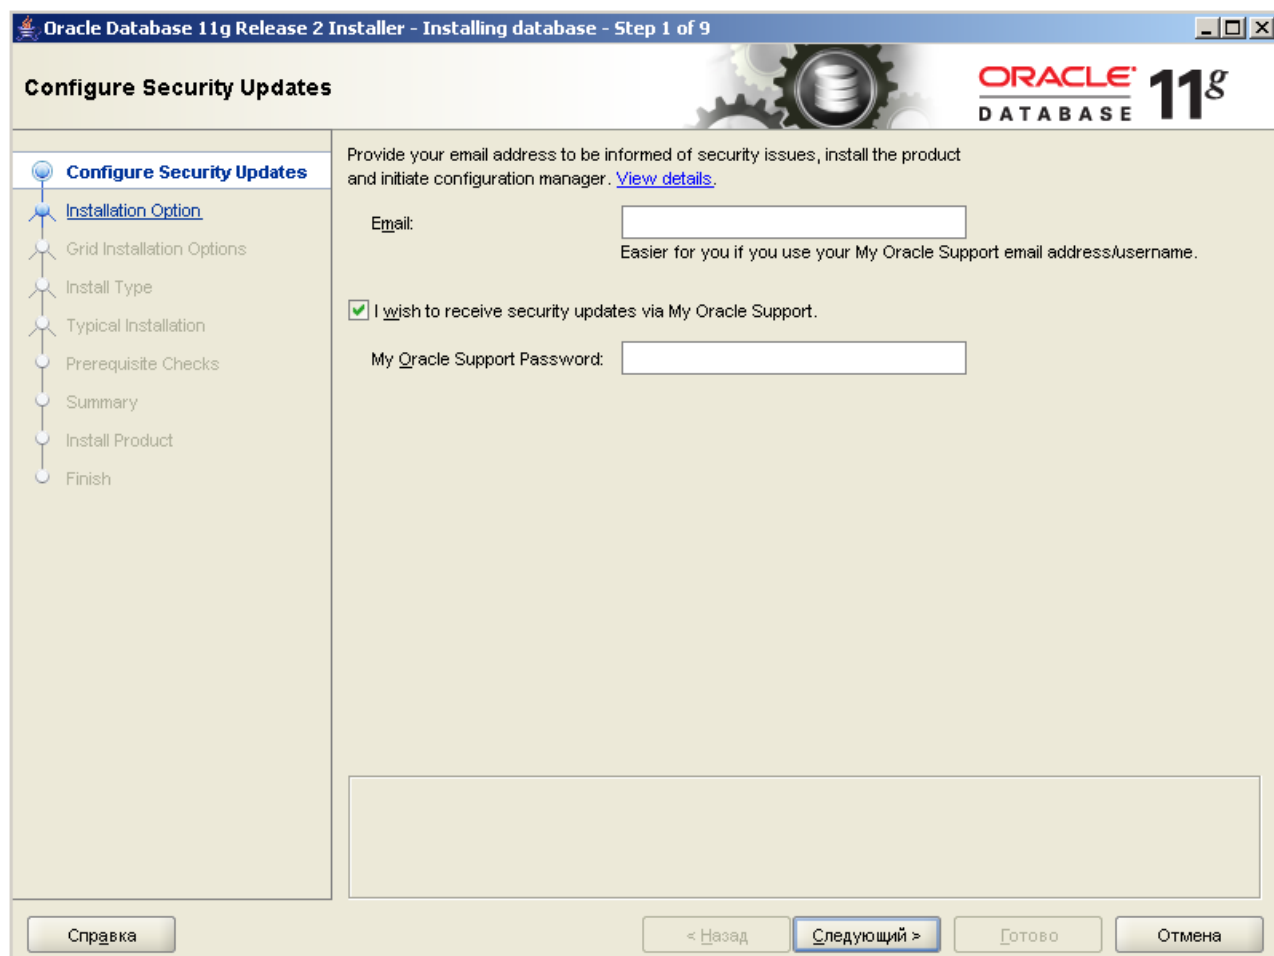 Oracle Database 11g Release 2 Installer - Installing database - Step 1 of 9
Configure Security Updates
ORACLE
DATABASE
11g
Configure Security Updates
Installation Option
Grid Installation Options
Install Type
Typical Installation
Prerequisite Checks
Summary
Install Product
Finish
Provide your email address to be informed of security issues, install the product
and initiate configuration manager. View details.
Email:
Easier for you if you use your My Oracle Support email address/username.
I wish to receive security updates via My Oracle Support.
My Oracle Support Password:
Справка
< Назад
Следующий >
Готово
Отмена